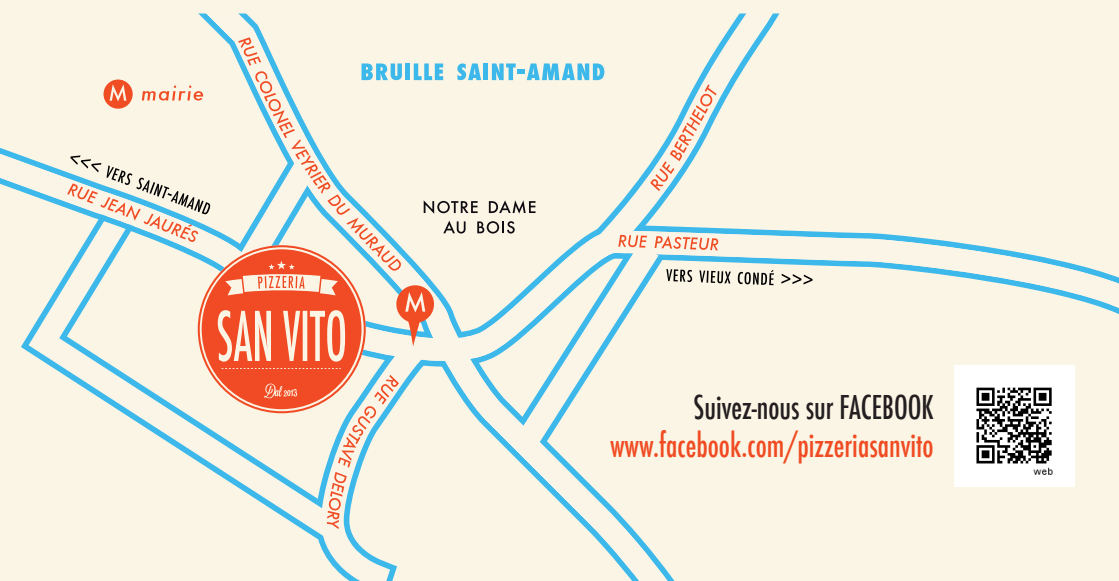 BRUILLE SAINT-AMAND
M mairie
RUE COLONEL VEYRIER DU MURAUD
RUE BERTHELOT
<<< VERS SAINT-AMAND
RUE JEAN JAURÉS
NOTRE DAME
AU BOIS
RUE PASTEUR
VERS VIEUX CONDÉ >>>
PIZZERIA
SAN VITO
Dal 2013
M
RUE GUSTAVE DELORY
Suivez-nous sur FACEBOOK
www.facebook.com/pizzeriasanvito
web